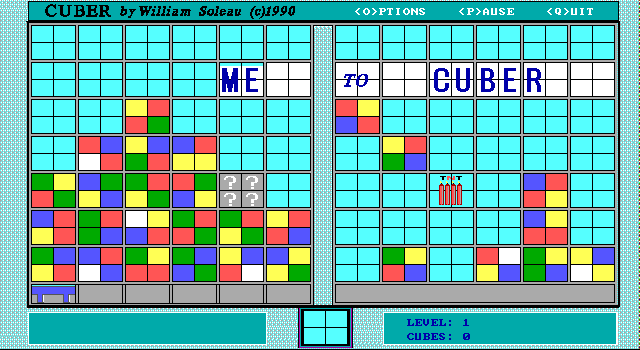 CUBER by William Soleau (c)1990 <O>PTIONS <P>AUSE <Q>UIT
ME TO CUBER
? ?
? ?
TNT
LEVEL: 1
CUBES: 0